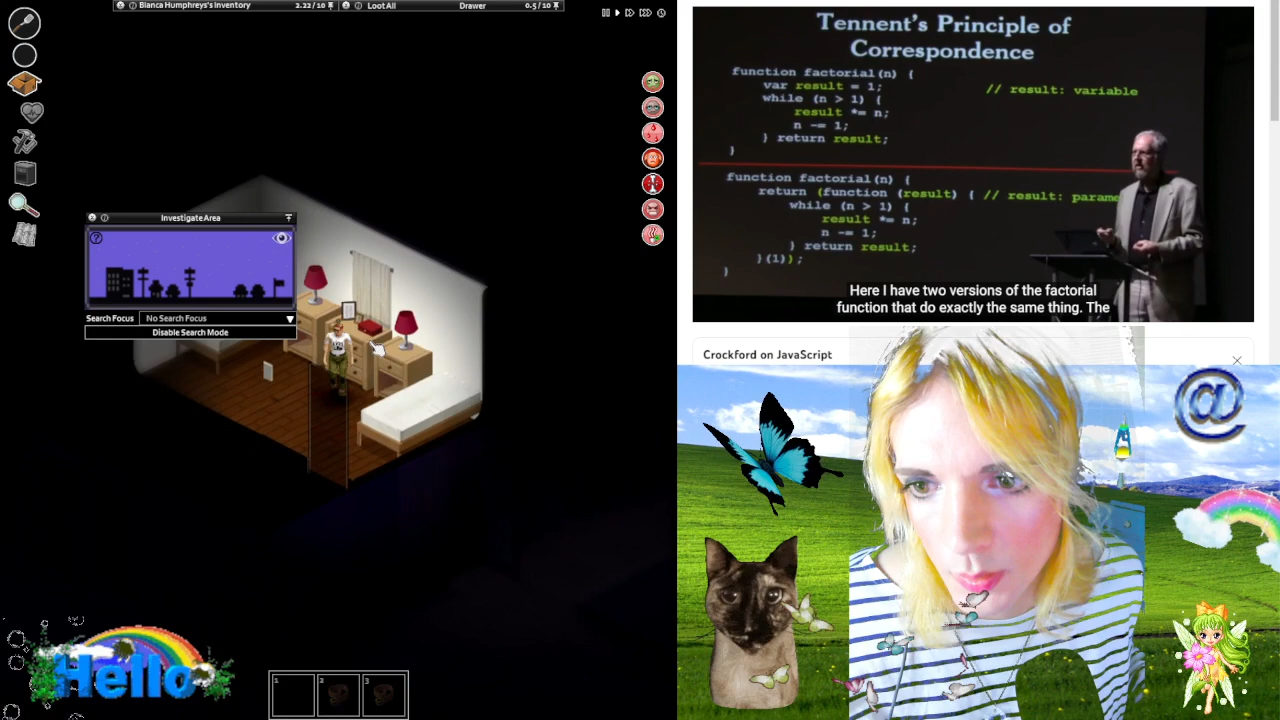 Bianca Humphreys's Inventory
2.22 / 10
Loot All
Drawer
0.5 / 10
Investigate Area
?
Search Focus
No Search Focus
Disable Search Mode
Hello
1
2
3
Tennent's Principle of
Correspondence
function factorial(n) {
var result = 1; // result: variable
while (n > 1) {
result *= n;
n -= 1;
} return result;
}
function factorial(n) {
return (function (result) { // result: parame
while (n > 1) {
result *= n;
n -= 1;
} return result;
}(1));
}
Here I have two versions of the factorial
function that do exactly the same thing. The
Crockford on JavaScript
@